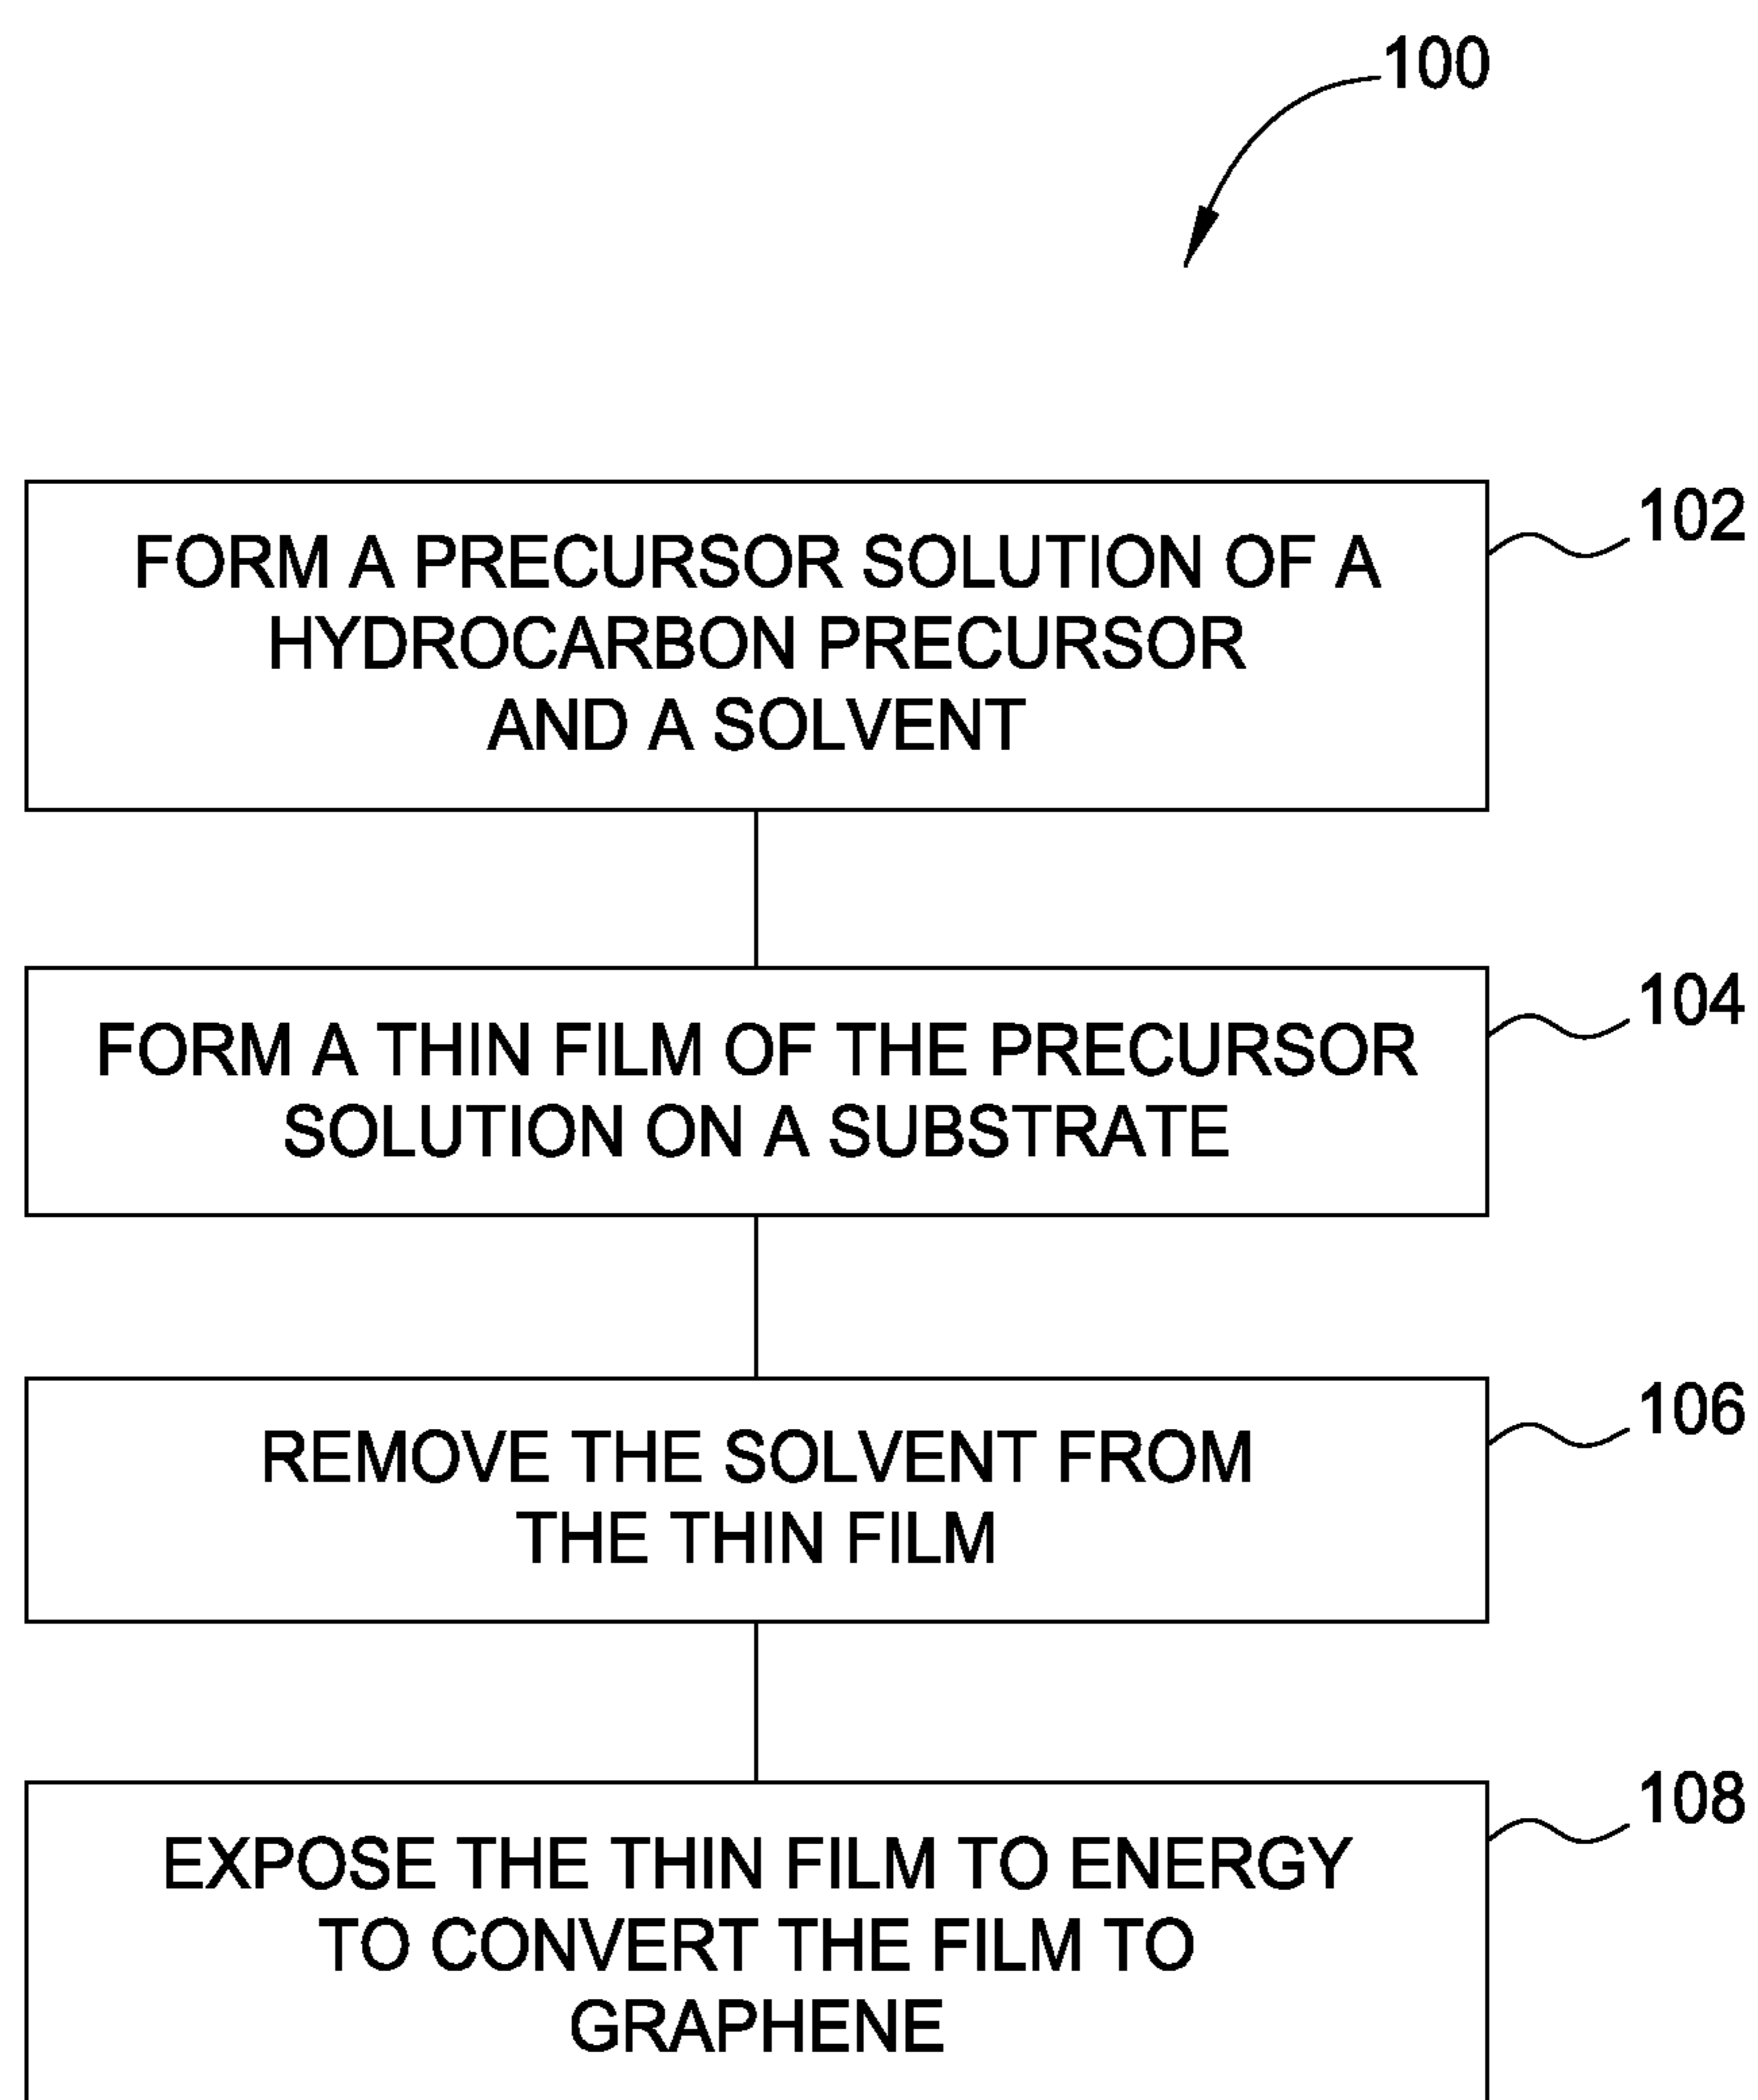 100
FORM A PRECURSOR SOLUTION OF A
HYDROCARBON PRECURSOR
AND A SOLVENT
102
FORM A THIN FILM OF THE PRECURSOR
SOLUTION ON A SUBSTRATE
104
REMOVE THE SOLVENT FROM
THE THIN FILM
106
EXPOSE THE THIN FILM TO ENERGY
TO CONVERT THE FILM TO
GRAPHENE
108